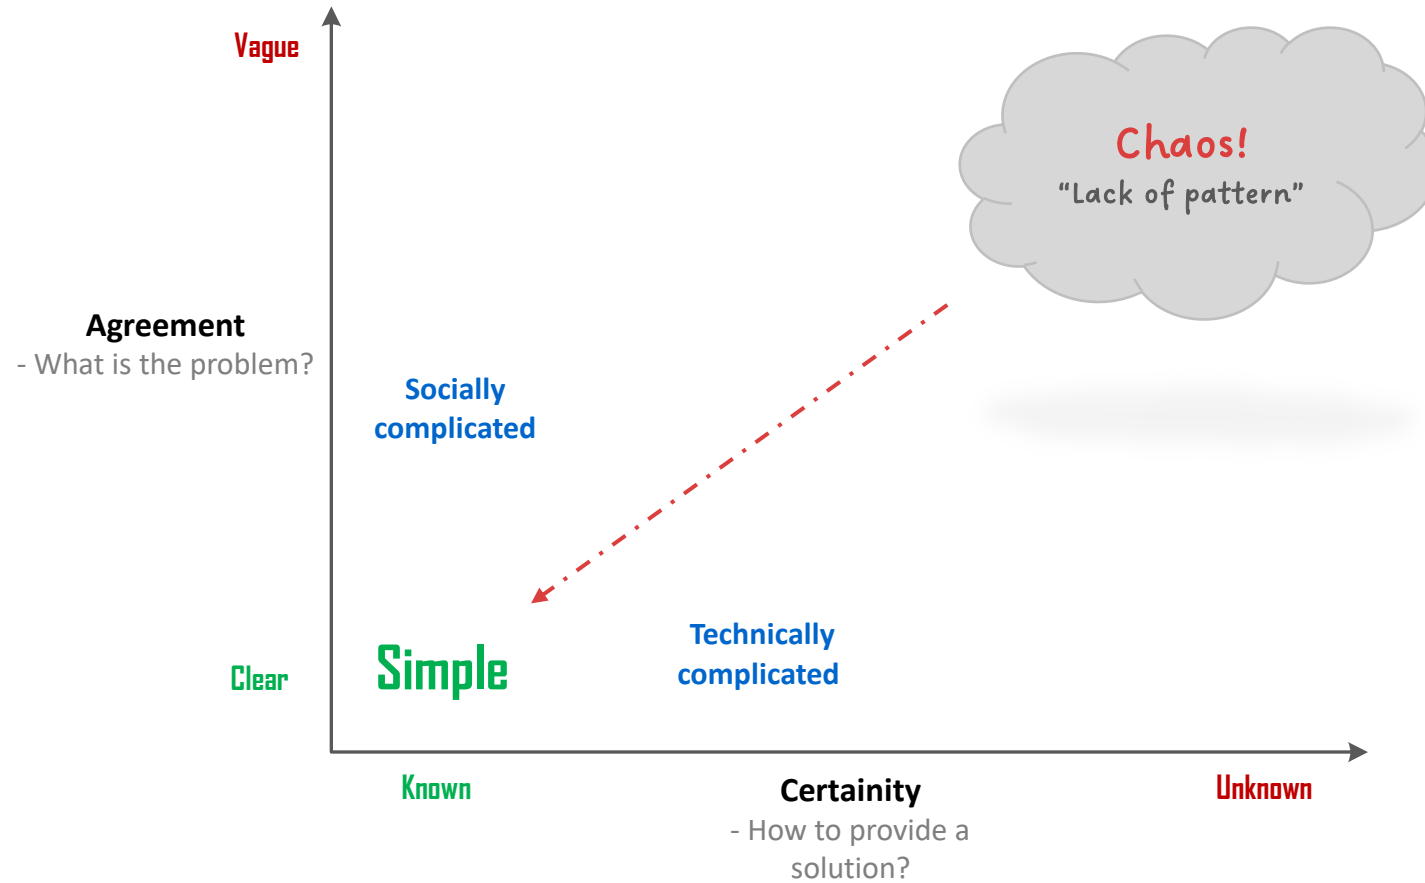 Vague
Chaos!
“Lack of pattern”
Agreement
- What is the problem?
Socially
complicated
Technically
complicated
Clear
Simple
Known
Certainity
Unknown
- How to provide a
solution?